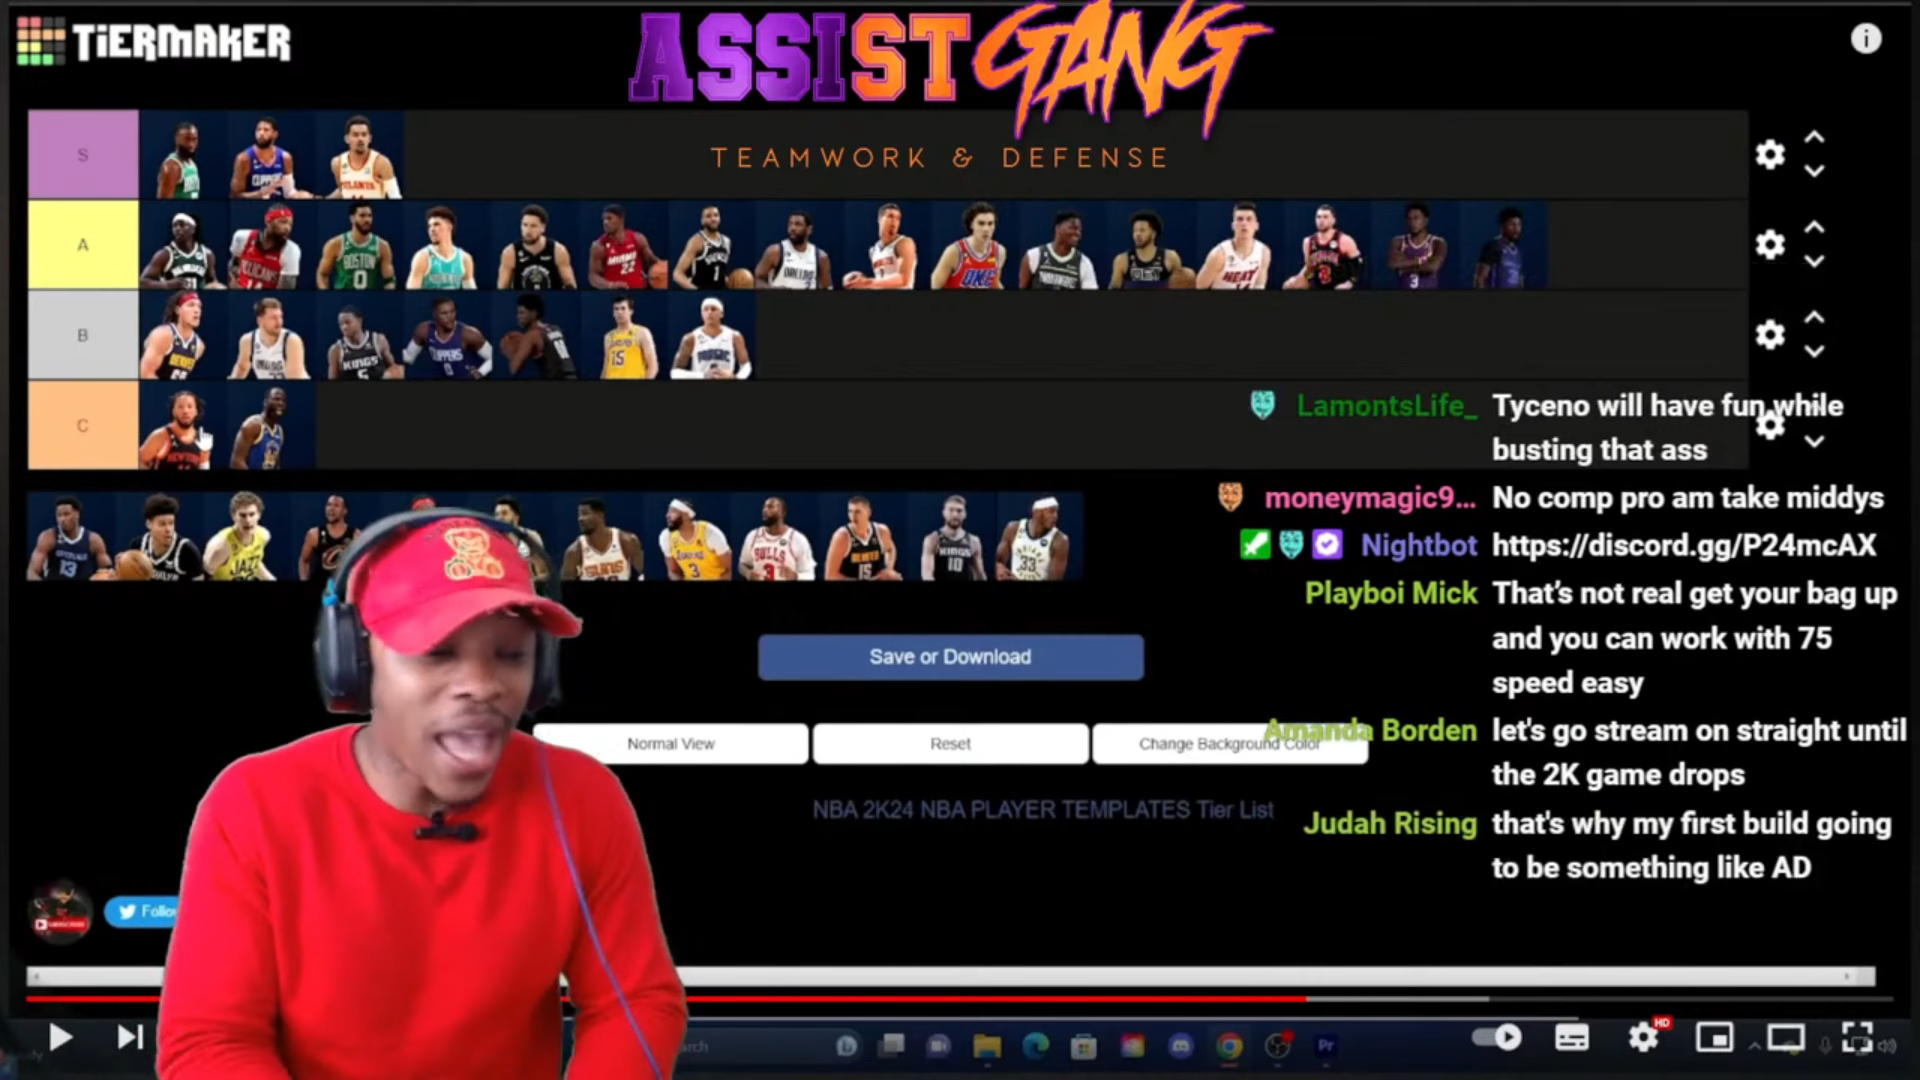 TiERMAKER
ASSIST GANG
TEAMWORK & DEFENSE
S
A
B
C
LamontsLife_ Tyceno will have fun while
busting that ass
moneymagic9... No comp pro am take middys
Nightbot https://discord.gg/P24mcAX
Playboi Mick That's not real get your bag up
and you can work with 75
speed easy
Amanda Borden let's go stream on straight until
the 2K game drops
Judah Rising that's why my first build going
to be something like AD
Save or Download
Normal View
Reset
Change Background Color
NBA 2K24 NBA PLAYER TEMPLATES Tier List
HD